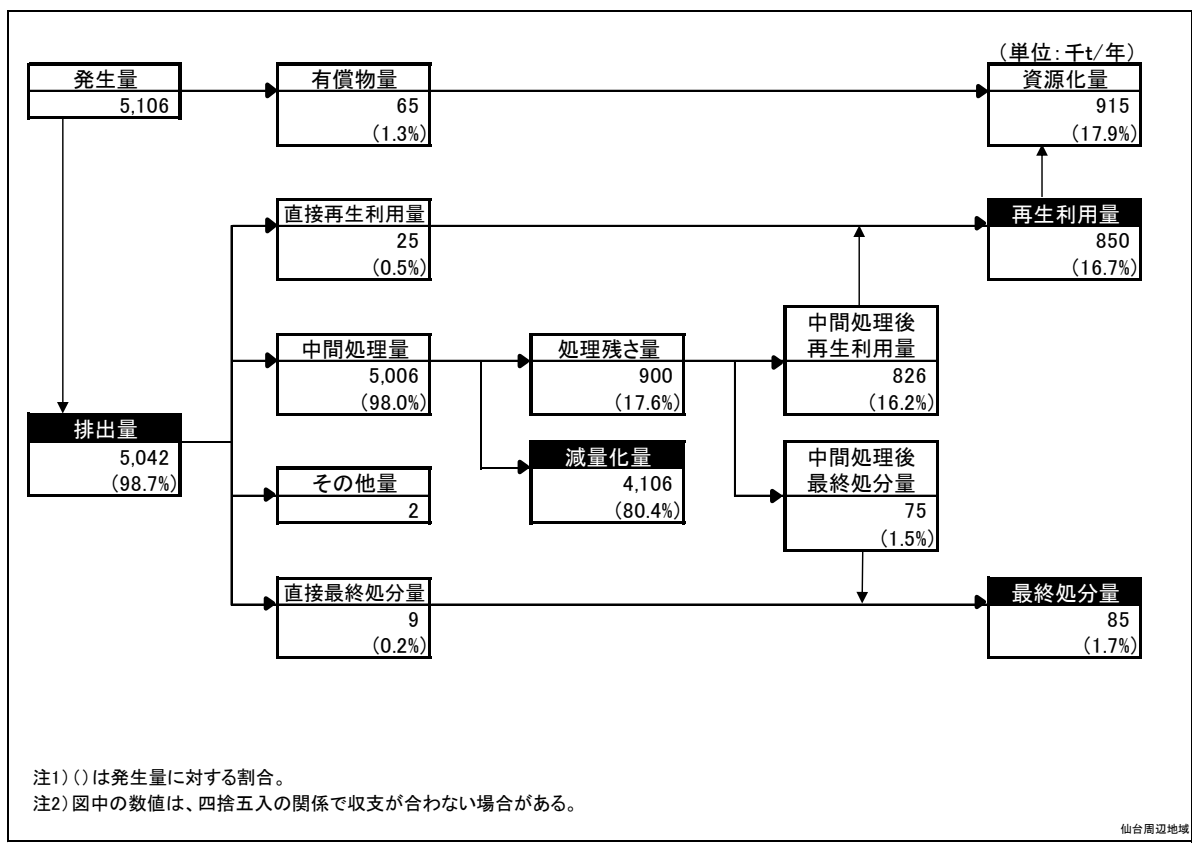 （単位：千t/年）
発生量
5,106
有償物量
65
（1.3%）
資源化量
915
（17.9%）
直接再生利用量
25
（0.5%）
再生利用量
850
（16.7%）
中間処理量
5,006
（98.0%）
処理残さ量
900
（17.6%）
中間処理後
再生利用量
826
（16.2%）
排出量
5,042
（98.7%）
減量化量
4,106
（80.4%）
中間処理後
最終処分量
75
（1.5%）
その他量
2
直接最終処分量
9
（0.2%）
最終処分量
85
（1.7%）
注1）（）は発生量に対する割合。
注2）図中の数値は、四捨五入の関係で収支が合わない場合がある。
仙台周辺地域